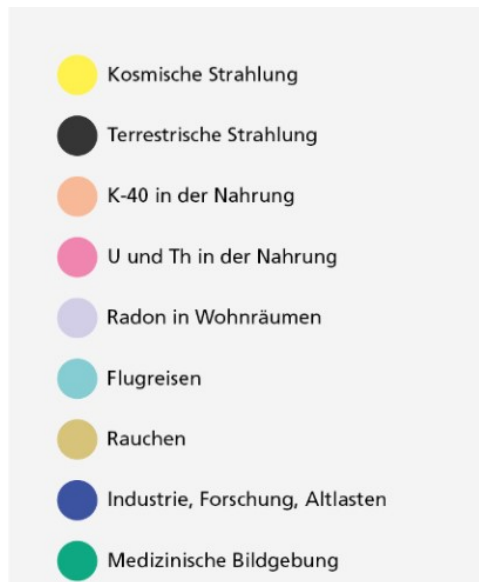 Kosmische Strahlung
Terrestrische Strahlung
K-40 in der Nahrung
U und Th in der Nahrung
Radon in Wohnräumen
Flugreisen
Rauchen
Industrie, Forschung, Altlasten
Medizinische Bildgebung